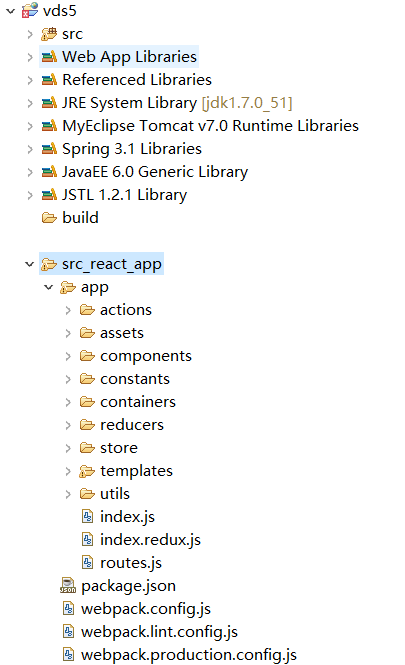 vds5
src
Web App Libraries
Referenced Libraries
JRE System Library [jdk1.7.0_51]
MyEclipse Tomcat v7.0 Runtime Libraries
Spring 3.1 Libraries
JavaEE 6.0 Generic Library
JSTL 1.2.1 Library
build
src_react_app
app
actions
assets
components
constants
containers
reducers
store
templates
utils
index.js
index.redux.js
routes.js
package.json
webpack.config.js
webpack.lint.config.js
webpack.production.config.js